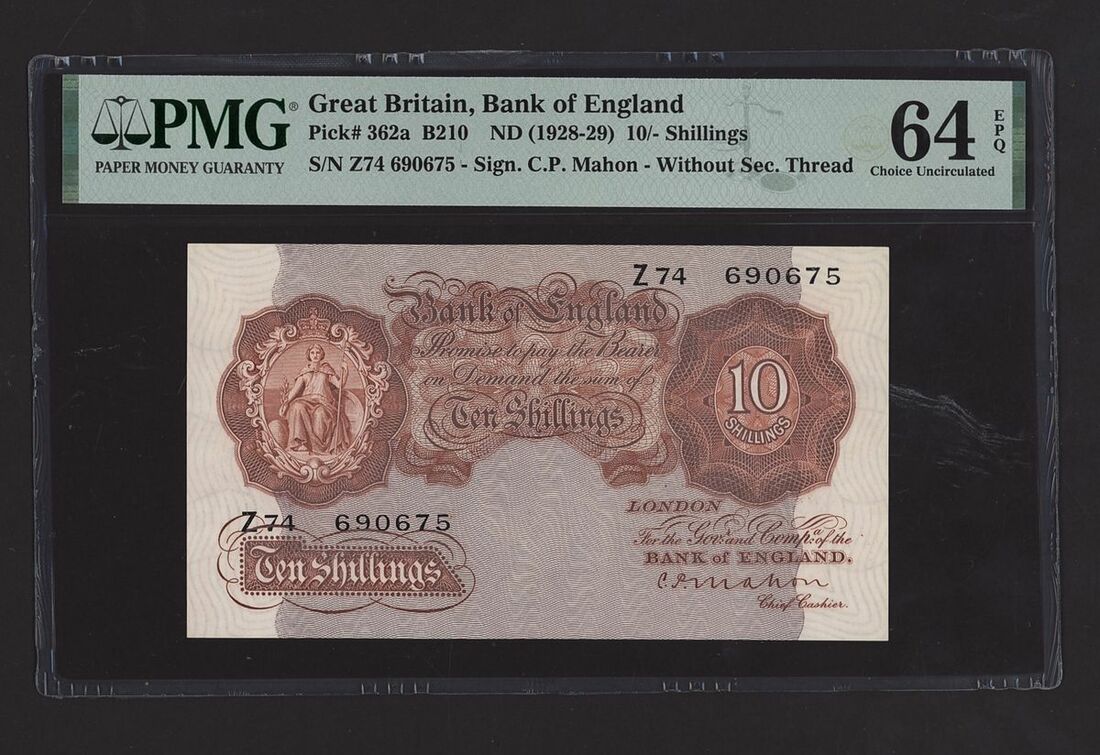 PMG®
PAPER MONEY GUARANTY
Great Britain, Bank of England
Pick# 362a B210 ND (1928-29) 10/- Shillings
S/N Z74 690675 - Sign. C.P. Mahon - Without Sec. Thread
64 EPQ
Choice Uncirculated
Z74 690675
Bank of England
Promise to pay the Bearer
on Demand the sum of
Ten Shillings
10
SHILLINGS
Z74 690675
Ten Shillings
LONDON
For the Gov.r and Comp.a of the
BANK OF ENGLAND.
C.P. Mahon
Chief Cashier.